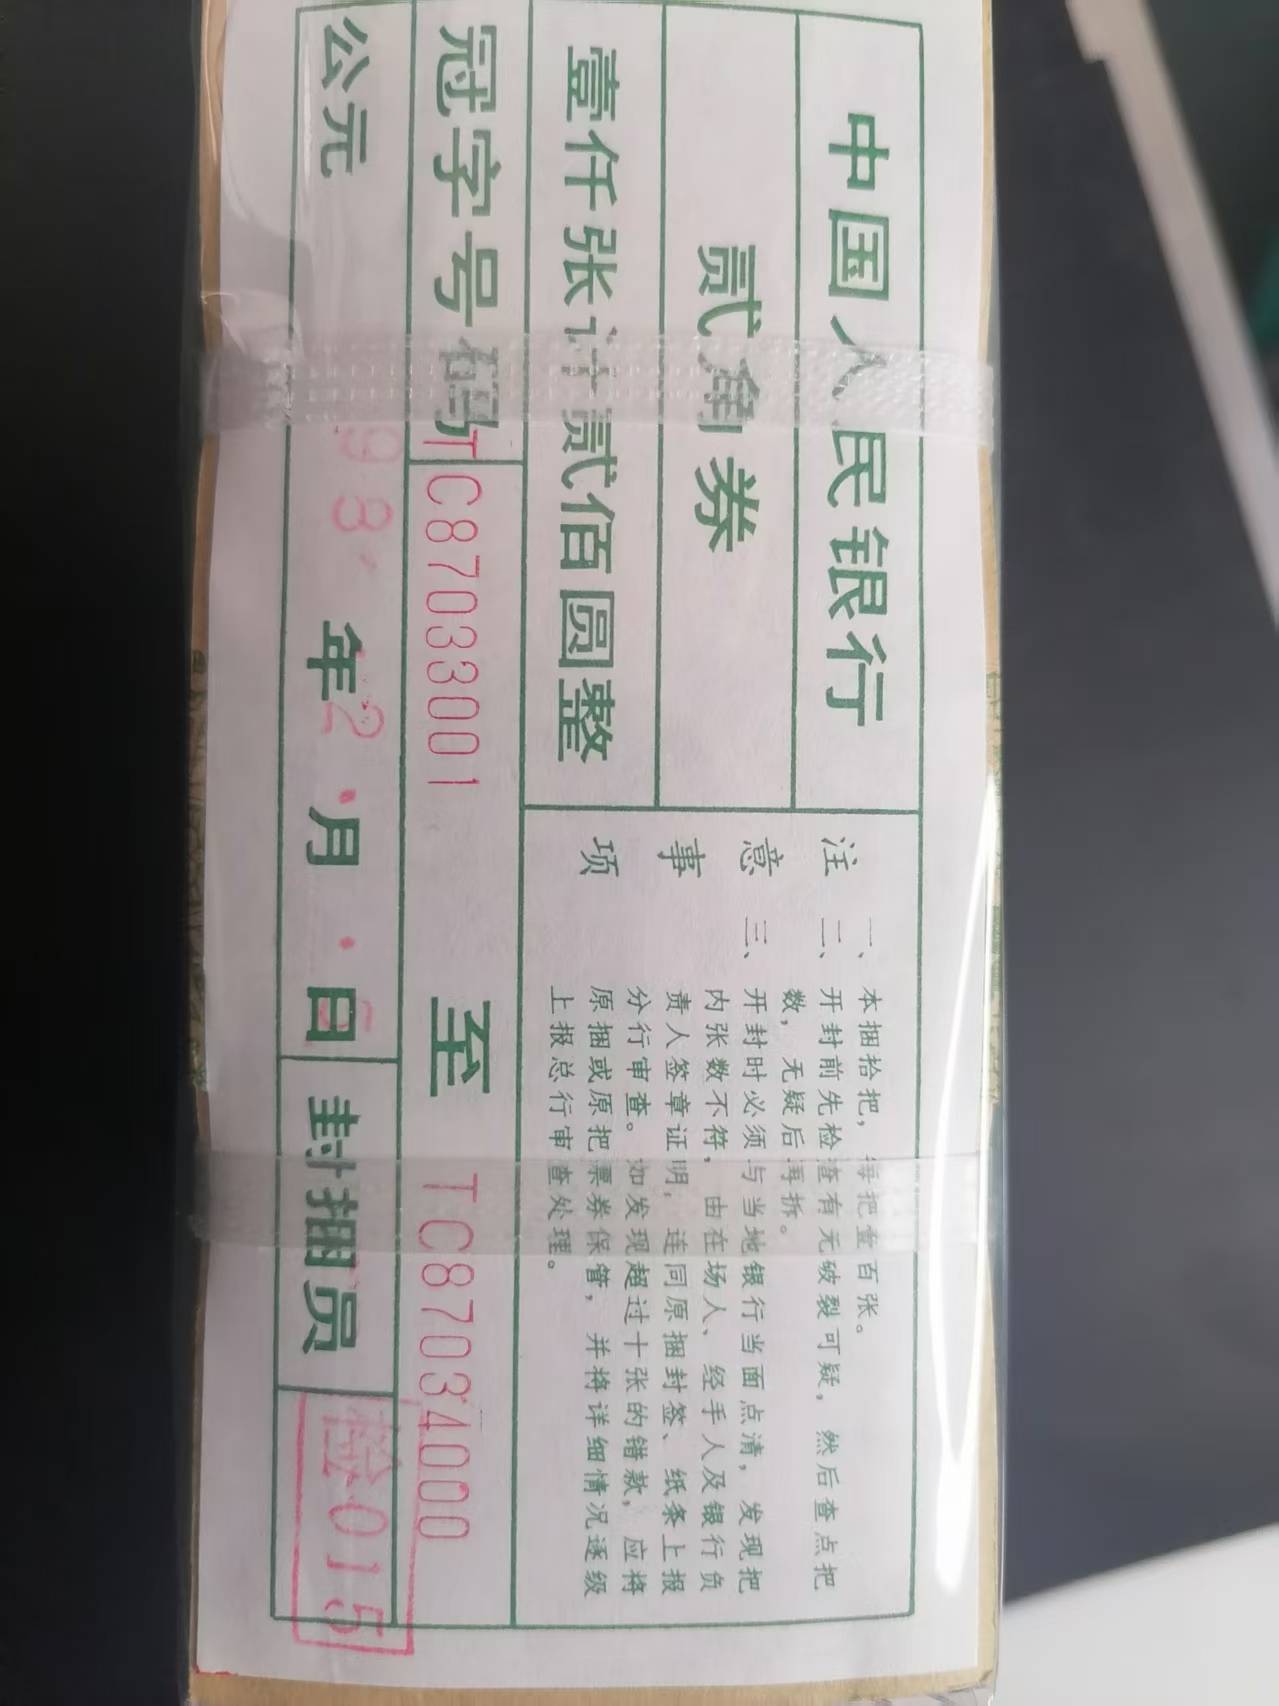 中国人民银行
贰角券
壹仟张计贰佰圆整
注意事项
一、本捆拾把，每把壹百张。
二、开封前先检查有无破裂可疑，然后查点把
数，无疑后再拆。
三、开封时必须与当地银行当面点清，发现把
内张数不符，由在场人、经手人及银行负
责人签章证明，连同原捆封签、纸条上报
分行审查。如发现超过十张的错款，应将
原捆或原把票券保管，并将详细情况逐级
上报总行审查处理。
冠字号码 TC87033001 至 TC87034000
公元 98 年 2 月 日 封捆员 检015